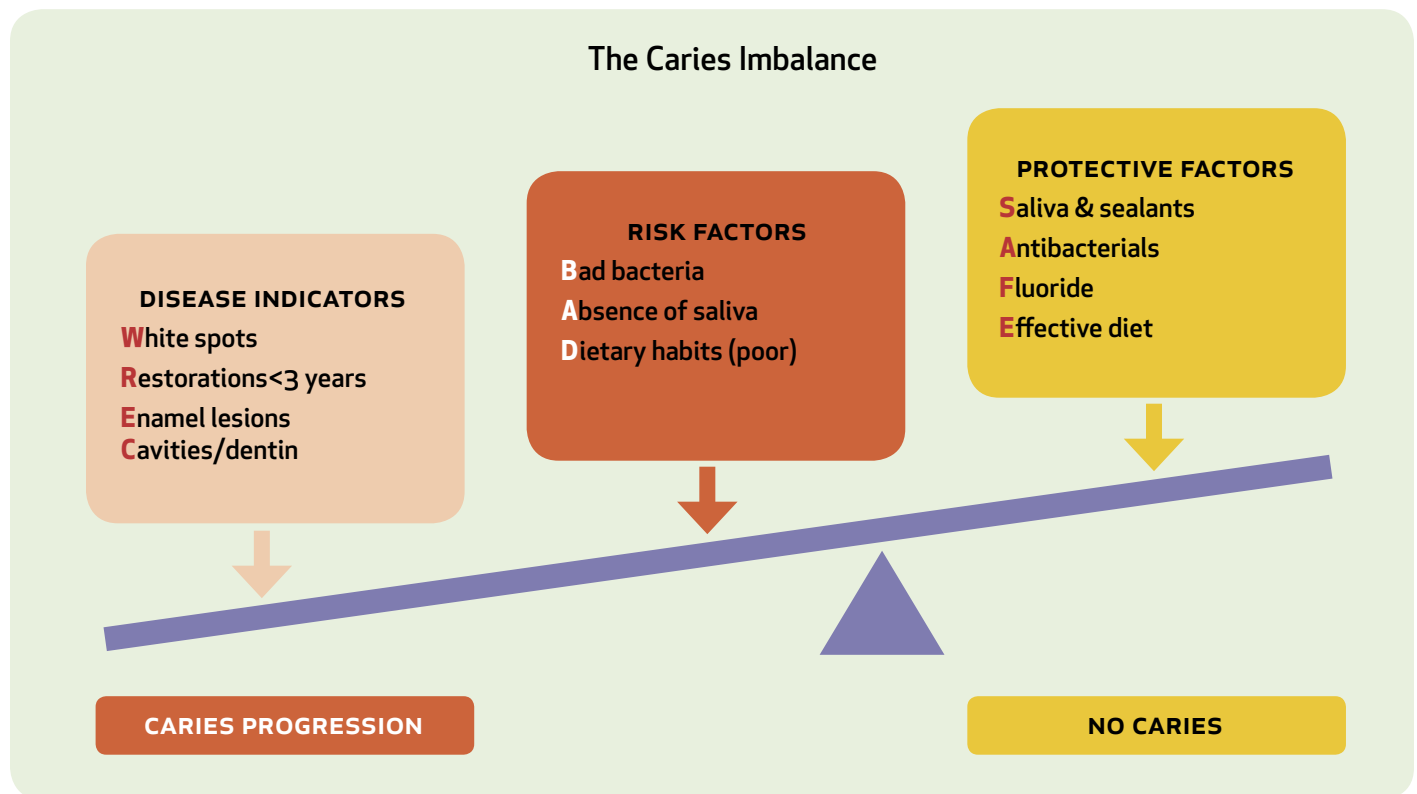 The Caries Imbalance
DISEASE INDICATORS
White spots
Restorations<3 years
Enamel lesions
Cavities/dentin
RISK FACTORS
Bad bacteria
Absence of saliva
Dietary habits (poor)
PROTECTIVE FACTORS
Saliva & sealants
Antibacterials
Fluoride
Effective diet
CARIES PROGRESSION
NO CARIES